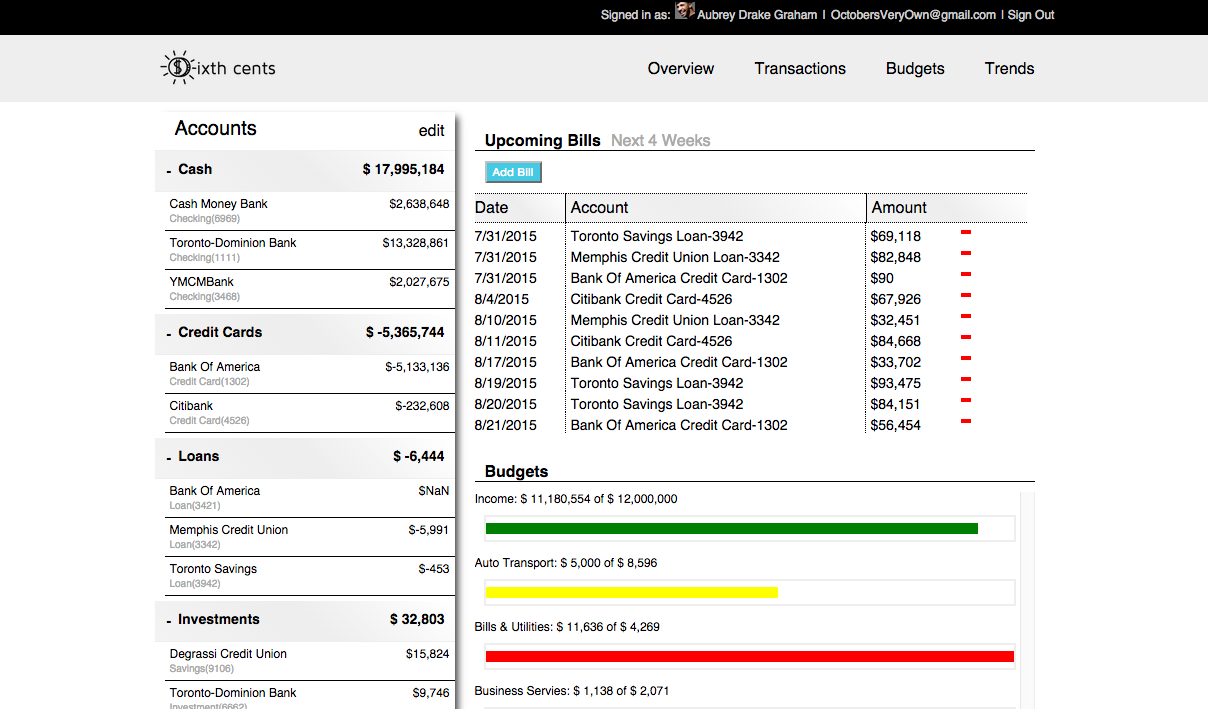 Signed in as: Aubrey Drake Graham | OctobersVeryOwn@gmail.com | Sign Out
$ixth cents
Overview Transactions Budgets Trends
Accounts edit
- Cash $ 17,995,184
Cash Money Bank $2,638,648
Checking(6969)
Toronto-Dominion Bank $13,328,861
Checking(1111)
YMCMBank $2,027,675
Checking(3468)
- Credit Cards $ -5,365,744
Bank Of America $-5,133,136
Credit Card(1302)
Citibank $-232,608
Credit Card(4526)
- Loans $ -6,444
Bank Of America $NaN
Loan(3421)
Memphis Credit Union $-5,991
Loan(3342)
Toronto Savings $-453
Loan(3942)
- Investments $ 32,803
Degrassi Credit Union $15,824
Savings(9106)
Toronto-Dominion Bank $9,746
Investment(6662)
Upcoming Bills Next 4 Weeks
Add Bill
Date Account Amount
7/31/2015 Toronto Savings Loan-3942 $69,118
7/31/2015 Memphis Credit Union Loan-3342 $82,848
7/31/2015 Bank Of America Credit Card-1302 $90
8/4/2015 Citibank Credit Card-4526 $67,926
8/10/2015 Memphis Credit Union Loan-3342 $32,451
8/11/2015 Citibank Credit Card-4526 $84,668
8/17/2015 Bank Of America Credit Card-1302 $33,702
8/19/2015 Toronto Savings Loan-3942 $93,475
8/20/2015 Toronto Savings Loan-3942 $84,151
8/21/2015 Bank Of America Credit Card-1302 $56,454
Budgets
Income: $ 11,180,554 of $ 12,000,000
Auto Transport: $ 5,000 of $ 8,596
Bills & Utilities: $ 11,636 of $ 4,269
Business Servies: $ 1,138 of $ 2,071